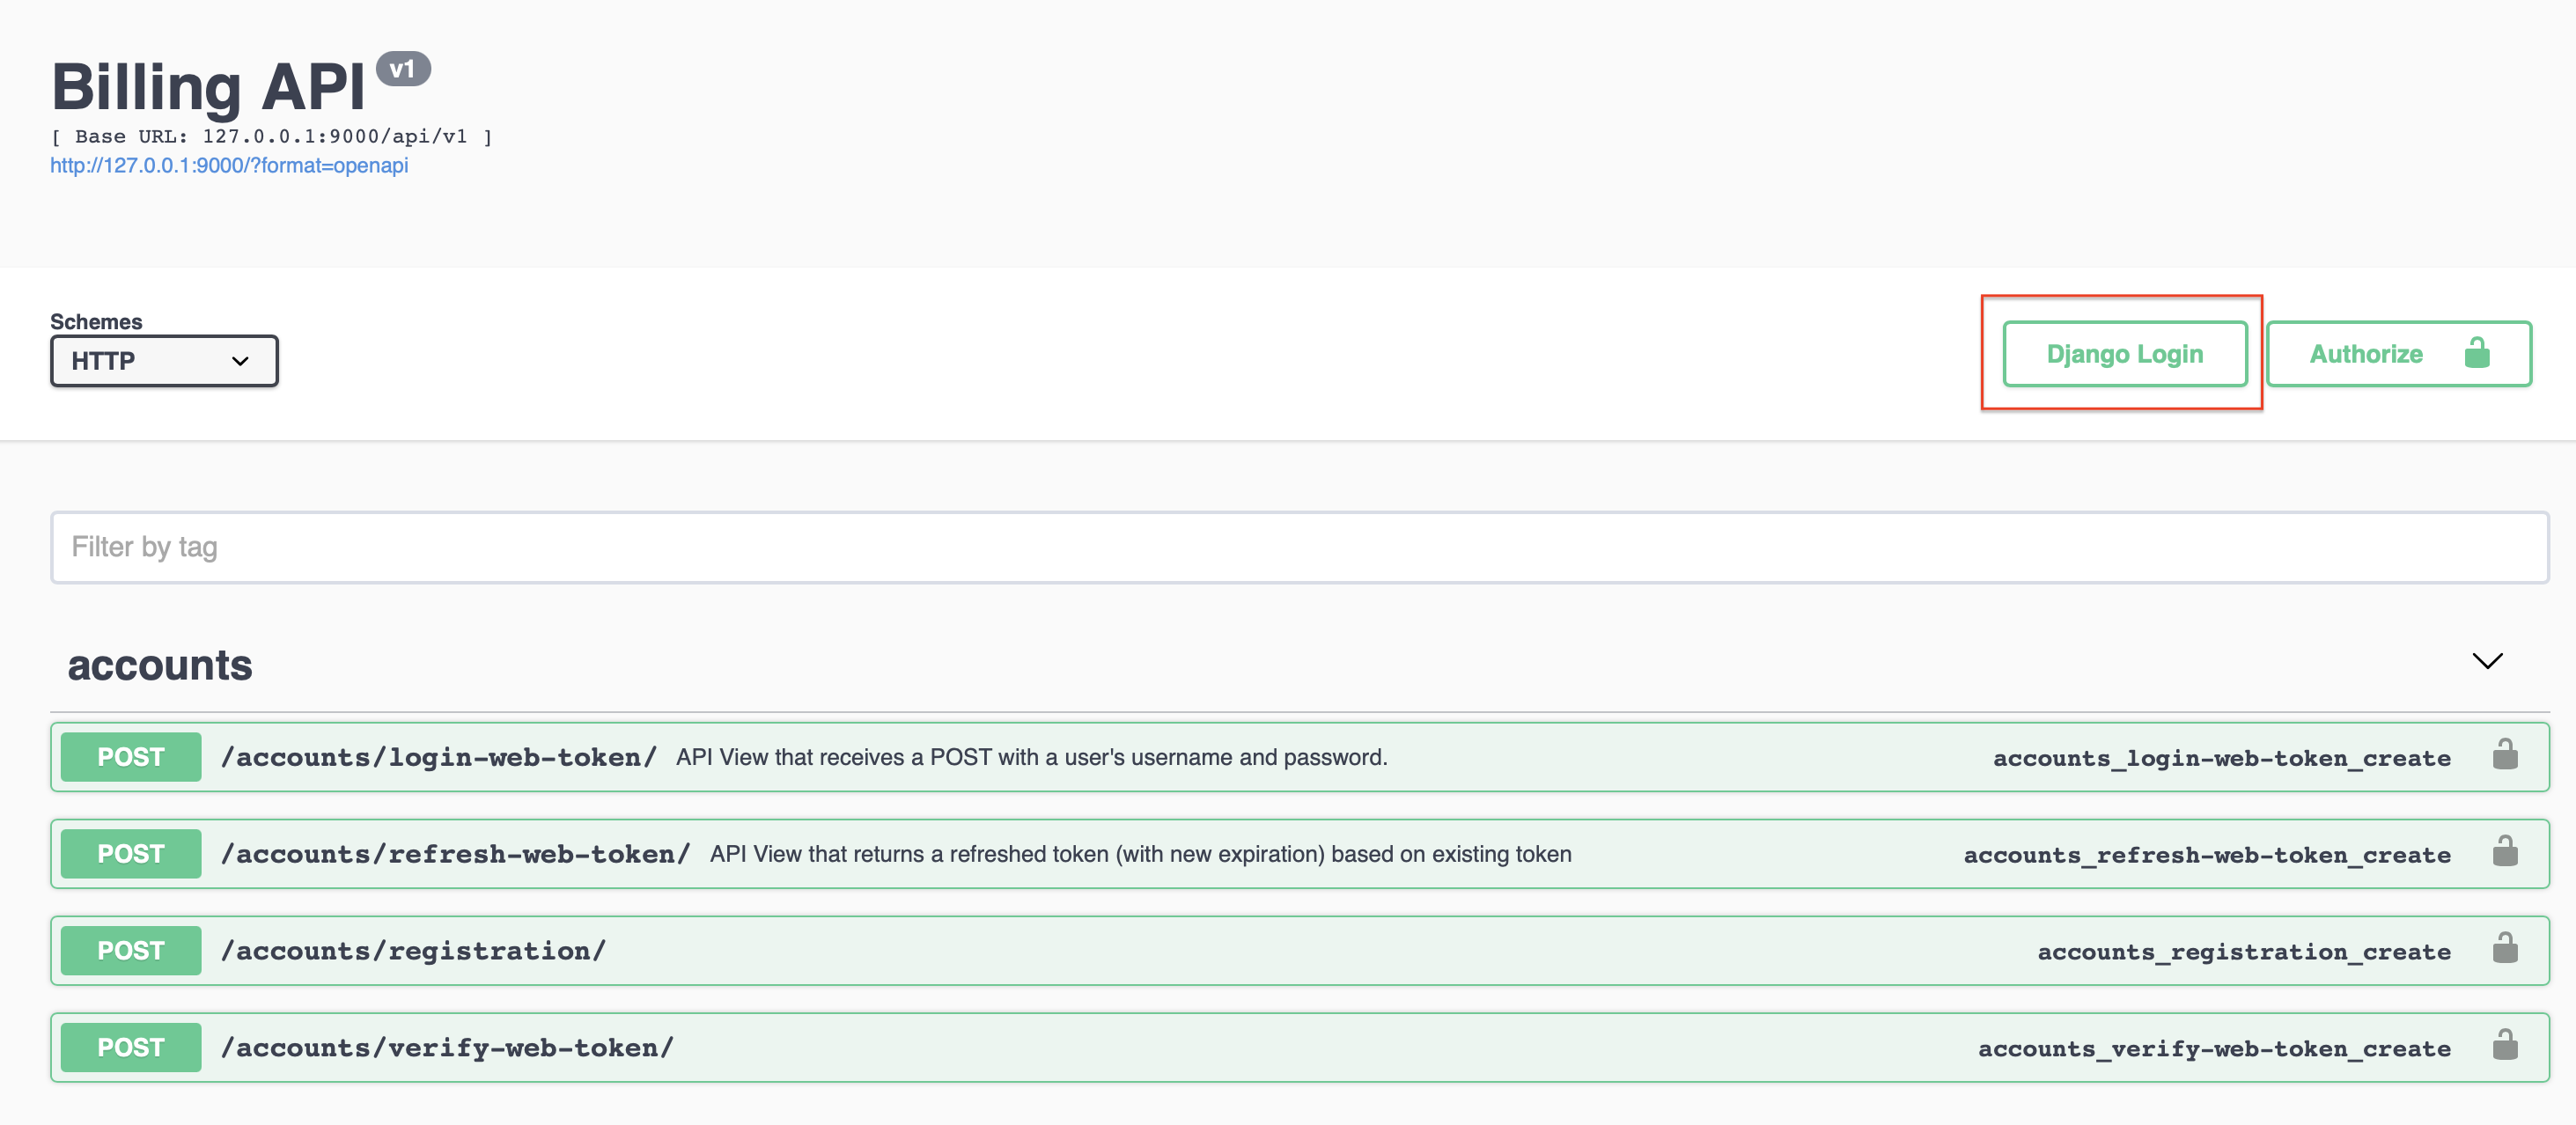 Billing API v1
[ Base URL: 127.0.0.1:9000/api/v1 ]
http://127.0.0.1:9000/?format=openapi
Schemes
HTTP
Django Login
Authorize
Filter by tag
accounts
POST /accounts/login-web-token/ API View that receives a POST with a user's username and password. accounts_login-web-token_create
POST /accounts/refresh-web-token/ API View that returns a refreshed token (with new expiration) based on existing token accounts_refresh-web-token_create
POST /accounts/registration/ accounts_registration_create
POST /accounts/verify-web-token/ accounts_verify-web-token_create